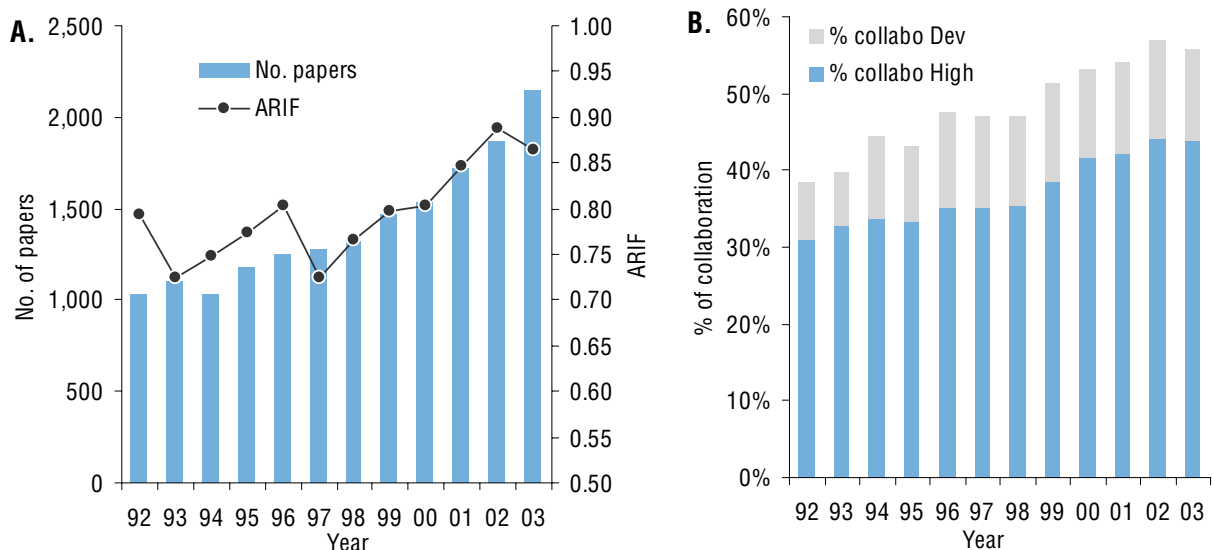 A.
No. papers
ARIF
No. of papers
2,500
2,000
1,500
1,000
500
0
1.00
0.95
0.90
0.85
0.80
0.75
0.70
0.65
0.60
0.55
0.50
ARIF
92 93 94 95 96 97 98 99 00 01 02 03
Year
B.
% collabo Dev
% collabo High
% of collaboration
60%
50%
40%
30%
20%
10%
0%
92 93 94 95 96 97 98 99 00 01 02 03
Year